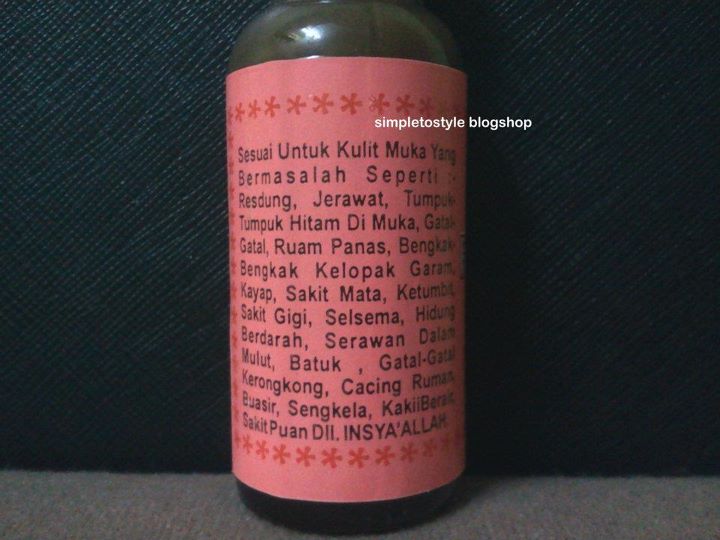 simpletostyle blogshop
Sesuai Untuk Kulit Muka Yang
Bermasalah Seperti :-
Resdung, Jerawat, Tumpuk-
Tumpuk Hitam Di Muka, Gatal-
Gatal, Ruam Panas, Bengkak-
Bengkak Kelopak Garam,
Kayap, Sakit Mata, Ketumbit,
Sakit Gigi, Selsema, Hidung
Berdarah, Serawan Dalam
Mulut, Batuk , Gatal-Gatal
Kerongkong, Cacing Ruman,
Buasir, Sengkela,
Sakit Puan Dll. INSYA'ALLAH.